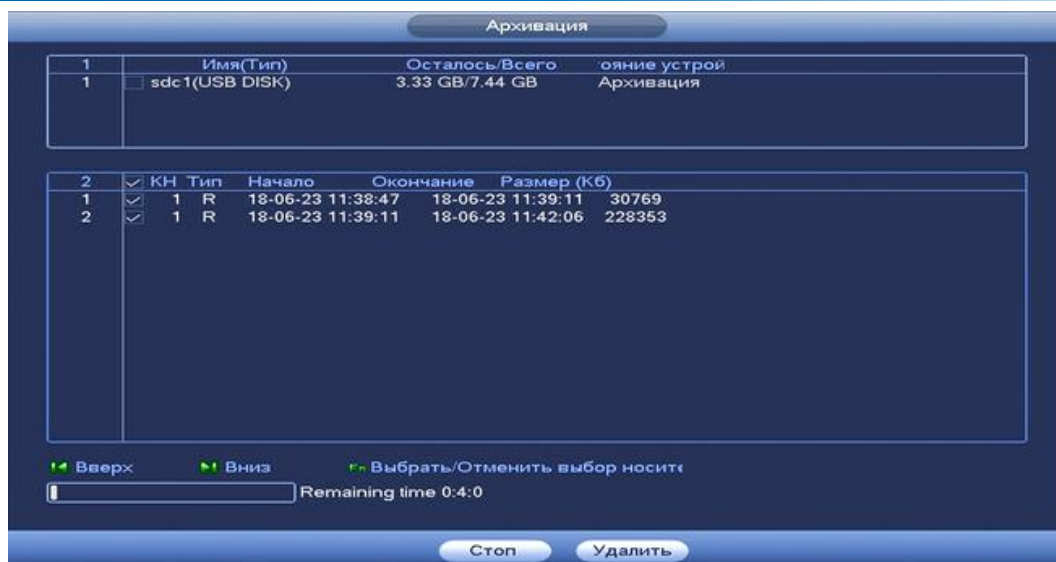 Архивация
1 Имя(Тип) Осталось/Всего ояние устрой
1 sdc1(USB DISK) 3.33 GB/7.44 GB Архивация
2 КН Тип Начало Окончание Размер (Кб)
1 1 R 18-06-23 11:38:47 18-06-23 11:39:11 30769
2 1 R 18-06-23 11:39:11 18-06-23 11:42:06 228353
Вверх Вниз Fn Выбрать/Отменить выбор носите
Remaining time 0:4:0
Стоп Удалить